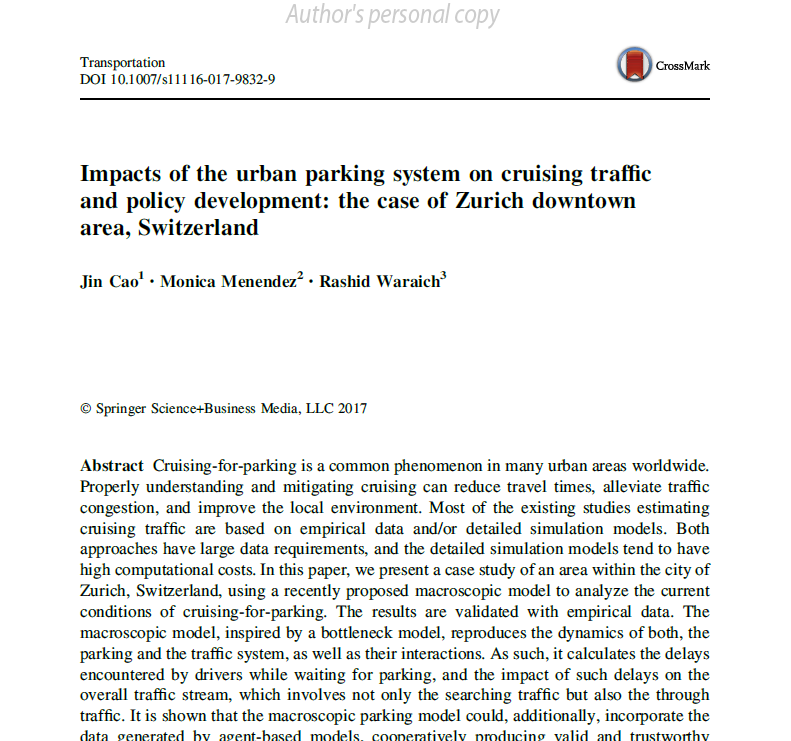 Author's personal copy
Transportation
DOI 10.1007/s11116-017-9832-9
CrossMark
Impacts of the urban parking system on cruising traffic
and policy development: the case of Zurich downtown
area, Switzerland
Jin Cao1 · Monica Menendez2 · Rashid Waraich3
© Springer Science+Business Media, LLC 2017
Abstract Cruising-for-parking is a common phenomenon in many urban areas worldwide.
Properly understanding and mitigating cruising can reduce travel times, alleviate traffic
congestion, and improve the local environment. Most of the existing studies estimating
cruising traffic are based on empirical data and/or detailed simulation models. Both
approaches have large data requirements, and the detailed simulation models tend to have
high computational costs. In this paper, we present a case study of an area within the city of
Zurich, Switzerland, using a recently proposed macroscopic model to analyze the current
conditions of cruising-for-parking. The results are validated with empirical data. The
macroscopic model, inspired by a bottleneck model, reproduces the dynamics of both, the
parking and the traffic system, as well as their interactions. As such, it calculates the delays
encountered by drivers while waiting for parking, and the impact of such delays on the
overall traffic stream, which involves not only the searching traffic but also the through
traffic. It is shown that the macroscopic parking model could, additionally, incorporate the
data generated by agent-based models, cooperatively producing valid and trustworthy